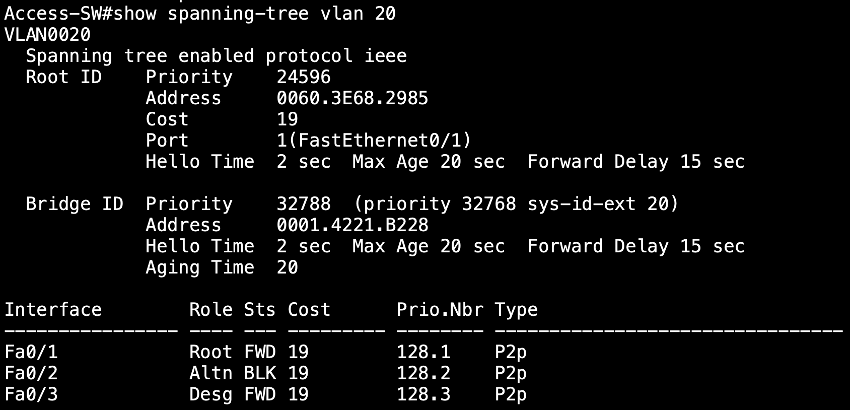 Access-SW#show spanning-tree vlan 20
VLAN0020
  Spanning tree enabled protocol ieee
  Root ID    Priority    24596
             Address     0060.3E68.2985
             Cost        19
             Port        1(FastEthernet0/1)
             Hello Time  2 sec  Max Age 20 sec  Forward Delay 15 sec

  Bridge ID  Priority    32788  (priority 32768 sys-id-ext 20)
             Address     0001.4221.B228
             Hello Time  2 sec  Max Age 20 sec  Forward Delay 15 sec
             Aging Time  20

Interface        Role Sts Cost      Prio.Nbr Type
---------------- ---- --- --------- -------- --------------------------------
Fa0/1            Root FWD 19        128.1    P2p
Fa0/2            Altn BLK 19        128.2    P2p
Fa0/3            Desg FWD 19        128.3    P2p